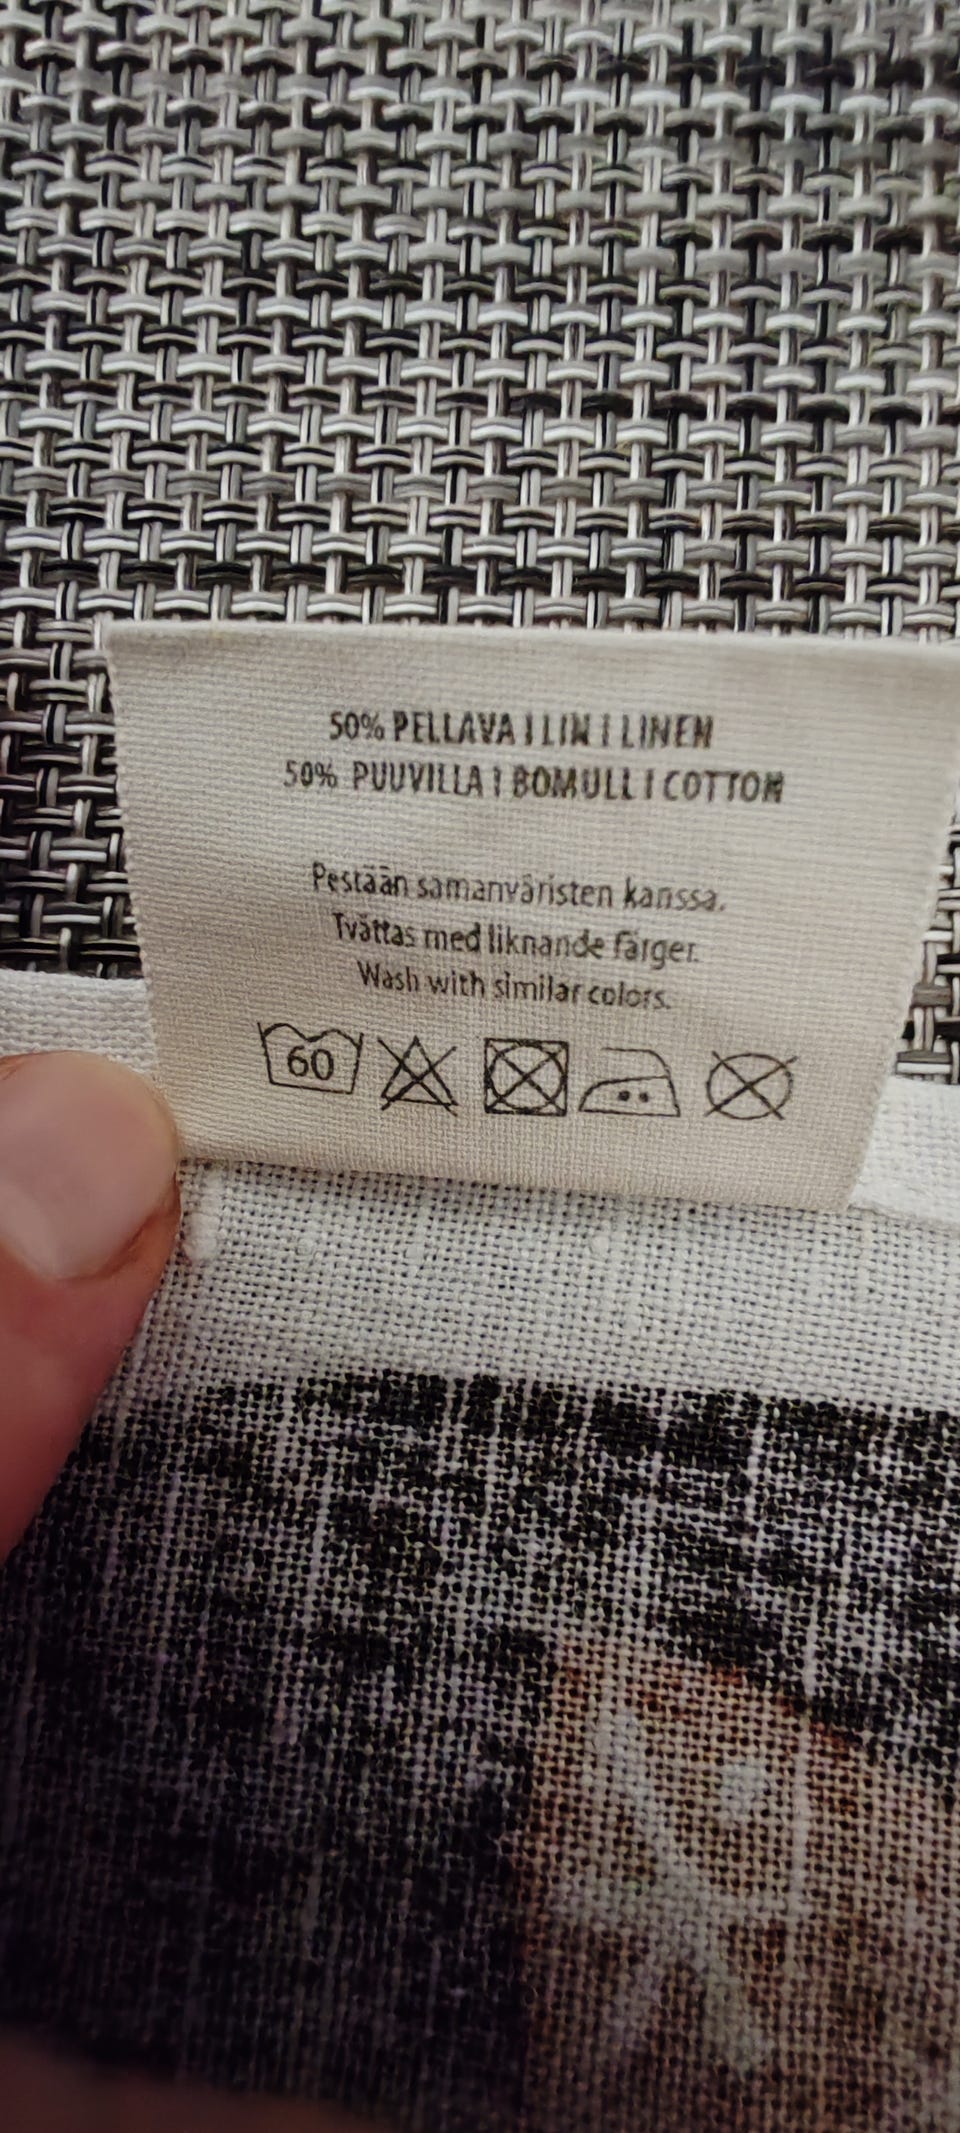 50% PELLAVA I LIN I LINEN
50% PUUVILLA I BOMULL I COTTON
Pestään samanväristen kanssa.
Tvättas med liknande färger.
Wash with similar colors.
60